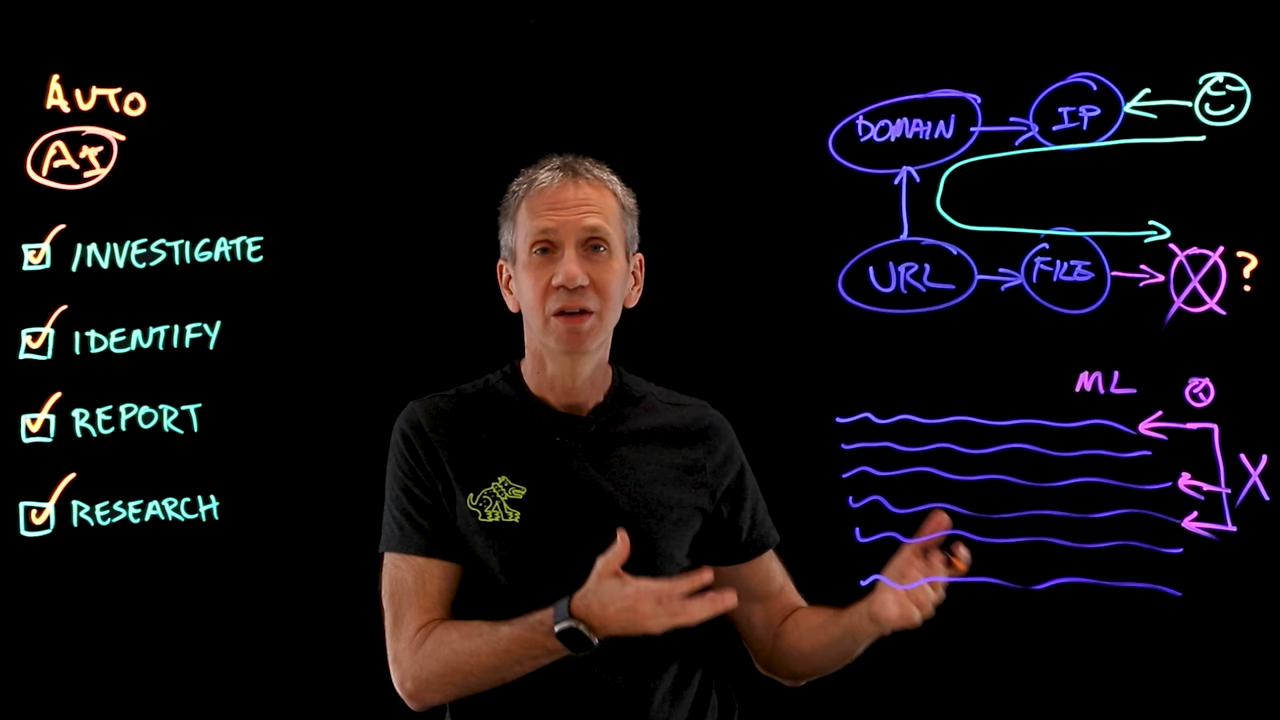 AUTO
AI
INVESTIGATE
IDENTIFY
REPORT
RESEARCH
DOMAIN
IP
URL
FILE
X
?
ML
X